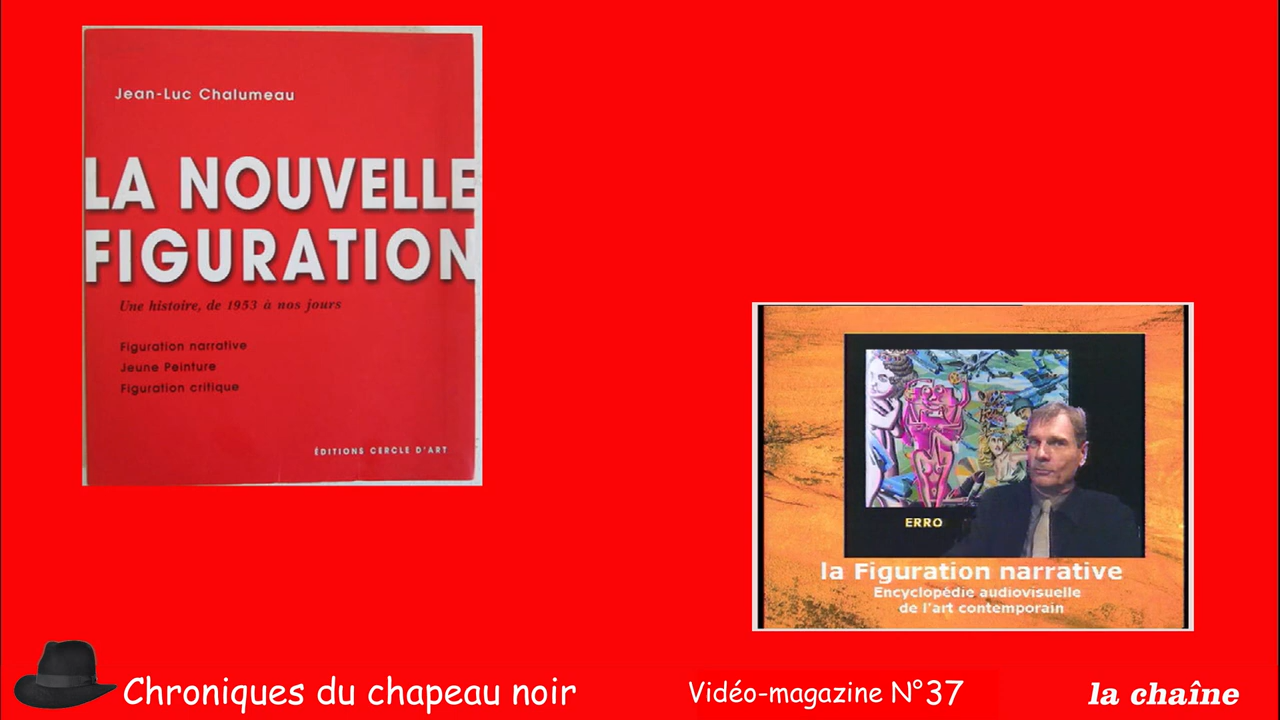 Jean-Luc Chalumeau
LA NOUVELLE
FIGURATION
Une histoire, de 1953 à nos jours
Figuration narrative
Jeune Peinture
Figuration critique
ÉDITIONS CERCLE D'ART
ERRO
la Figuration narrative
Encyclopédie audiovisuelle
de l'art contemporain
Chroniques du chapeau noir
Vidéo-magazine N°37
la chaîne